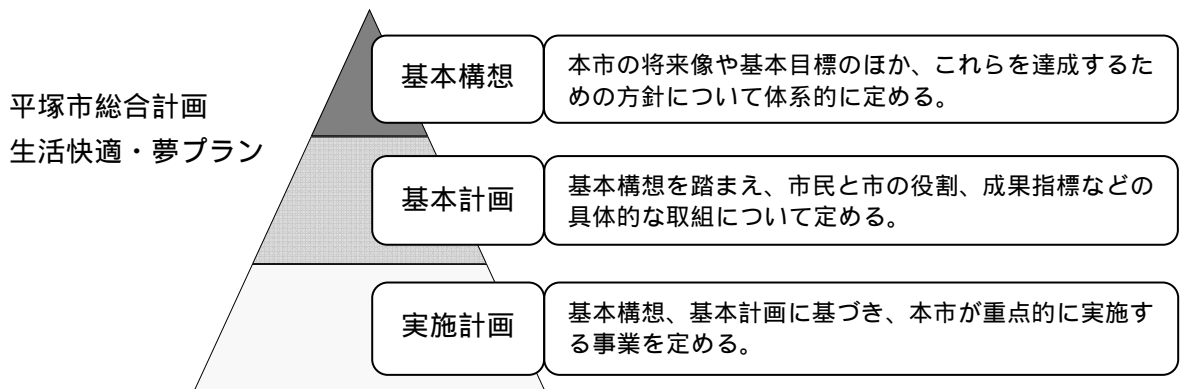 平塚市総合計画
生活快適・夢プラン
基本構想
本市の将来像や基本目標のほか、これらを達成するた
めの方針について体系的に定める。
基本計画
基本構想を踏まえ、市民と市の役割、成果指標などの
具体的な取組について定める。
実施計画
基本構想、基本計画に基づき、本市が重点的に実施す
る事業を定める。